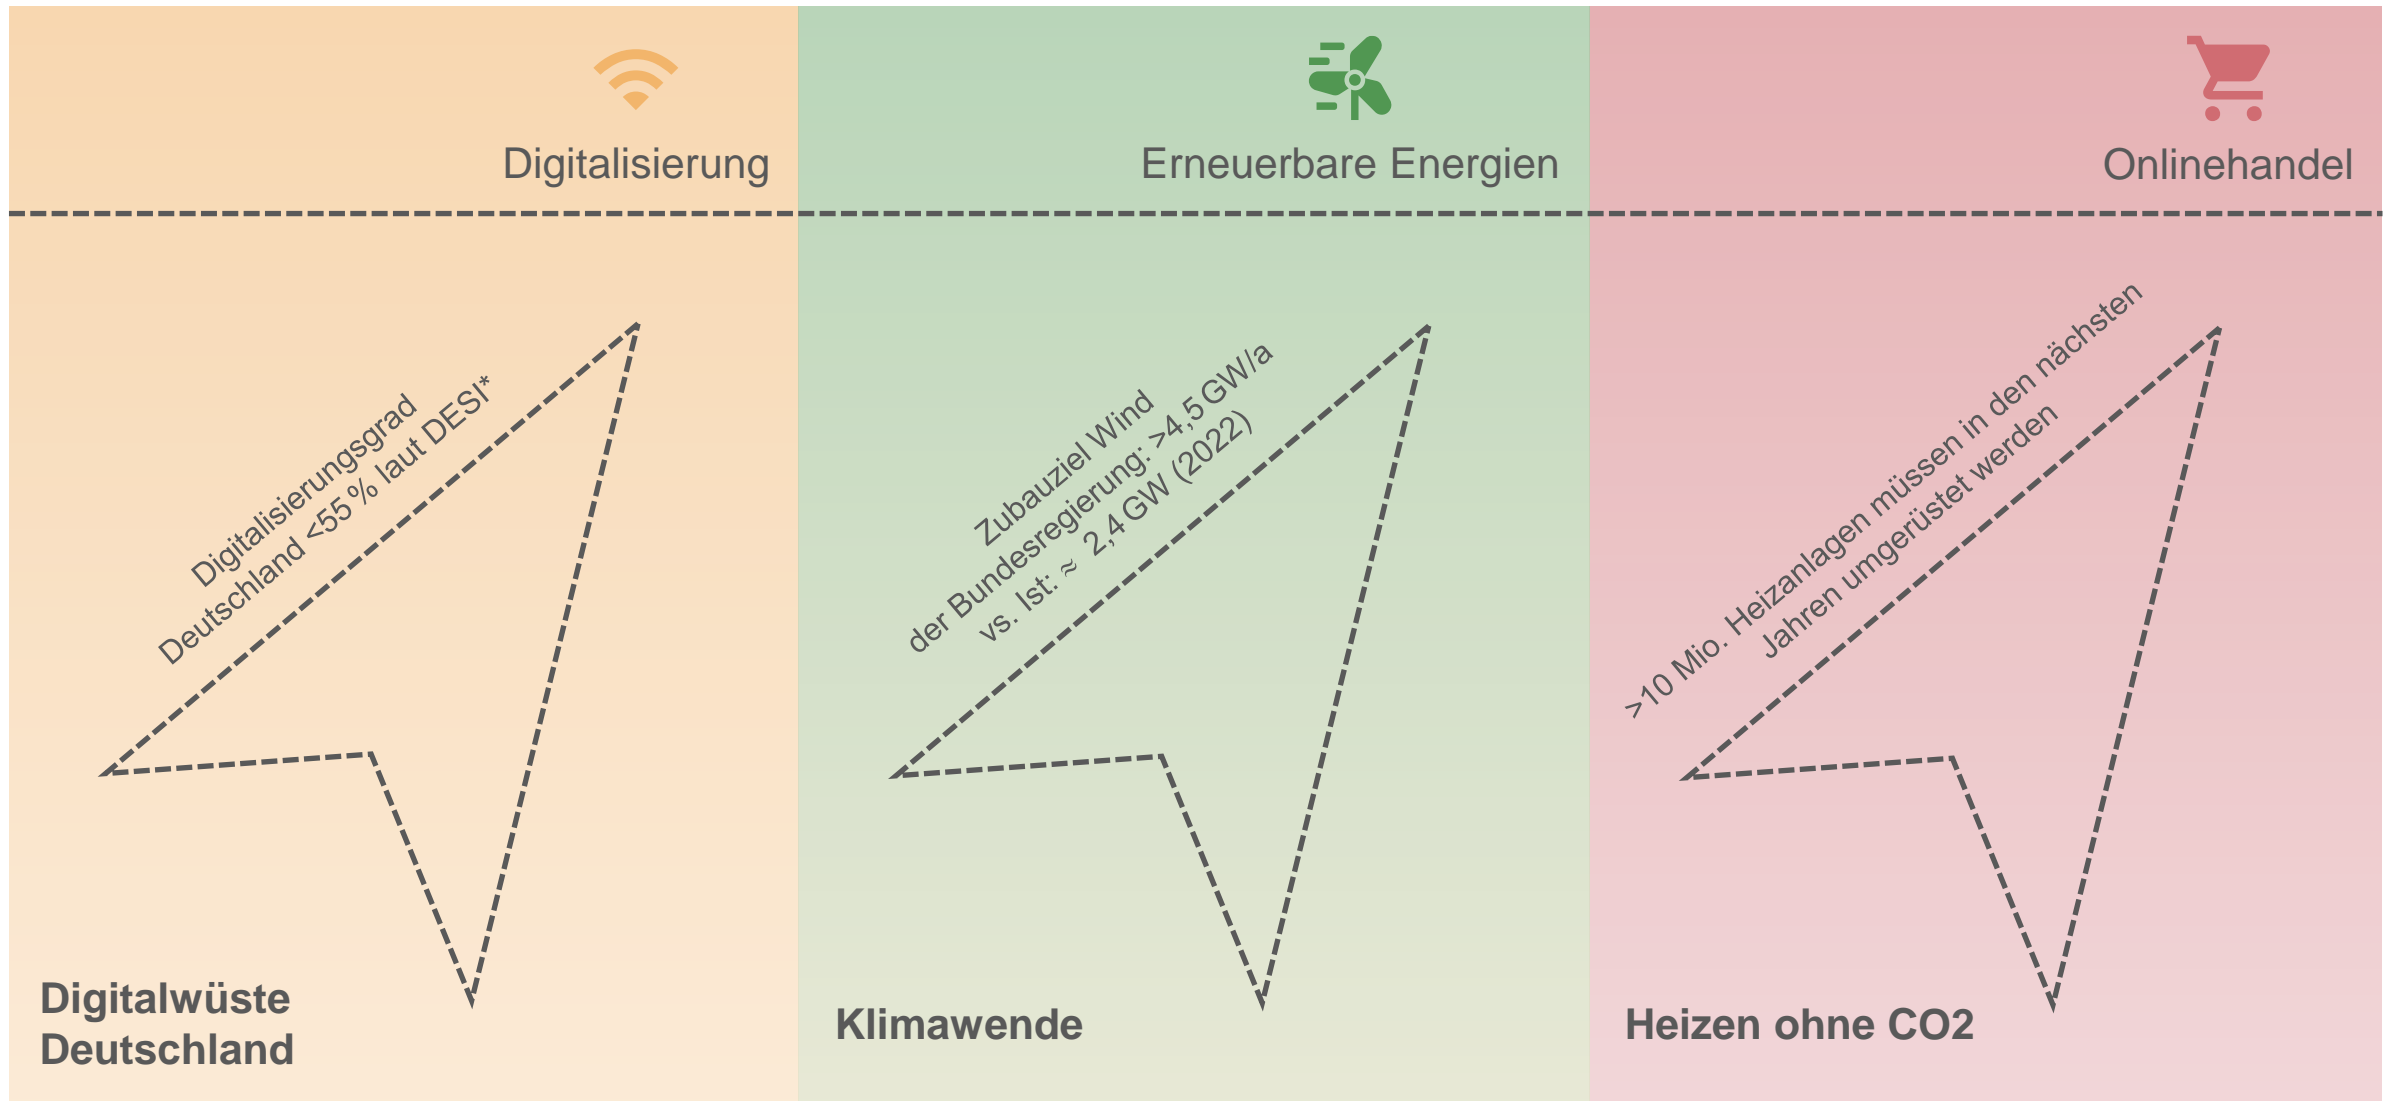 Digitalisierung
Erneuerbare Energien
Onlinehandel
Digitalisierungsgrad
Deutschland <55 % laut DESI*
Zubauziel Wind
der Bundesregierung: >4,5 GW/a
vs. Ist: ≈ 2,4 GW (2022)
>10 Mio. Heizanlagen müssen in den nächsten
Jahren umgerüstet werden
Digitalwüste
Deutschland
Klimawende
Heizen ohne CO2